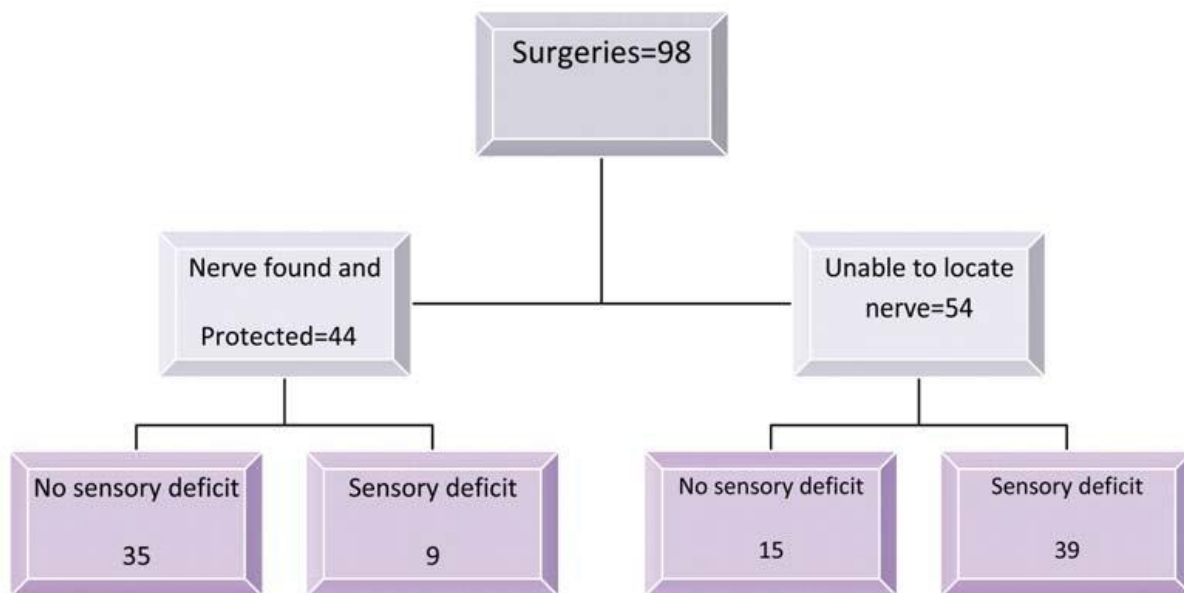 Surgeries=98
Nerve found and
Protected=44
Unable to locate
nerve=54
No sensory deficit
35
Sensory deficit
9
No sensory deficit
15
Sensory deficit
39